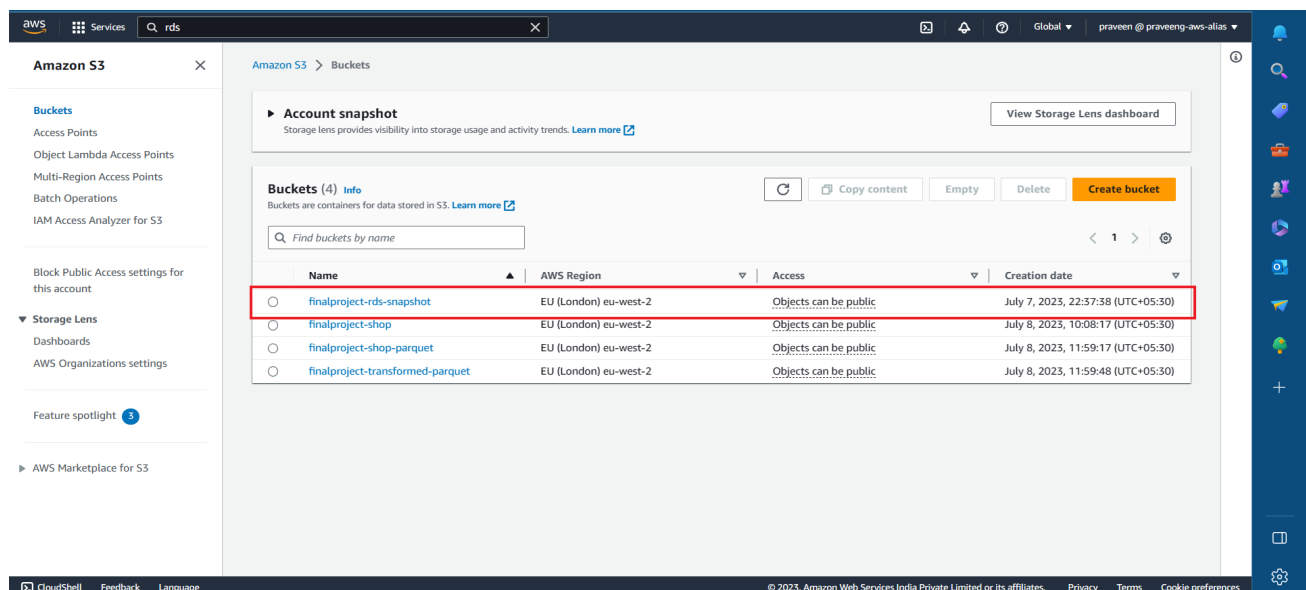 aws Services rds Global praveen @ praveeng-aws-alias
Amazon S3
Buckets
Access Points
Object Lambda Access Points
Multi-Region Access Points
Batch Operations
IAM Access Analyzer for S3
Block Public Access settings for
this account
Storage Lens
Dashboards
AWS Organizations settings
Feature spotlight 3
AWS Marketplace for S3
Amazon S3 > Buckets
Account snapshot
Storage lens provides visibility into storage usage and activity trends. Learn more
View Storage Lens dashboard
Buckets (4) Info
Buckets are containers for data stored in S3. Learn more
Copy content Empty Delete Create bucket
Find buckets by name
< 1 >
Name AWS Region Access Creation date
finalproject-rds-snapshot EU (London) eu-west-2 Objects can be public July 7, 2023, 22:37:38 (UTC+05:30)
finalproject-shop EU (London) eu-west-2 Objects can be public July 8, 2023, 10:08:17 (UTC+05:30)
finalproject-shop-parquet EU (London) eu-west-2 Objects can be public July 8, 2023, 11:59:17 (UTC+05:30)
finalproject-transformed-parquet EU (London) eu-west-2 Objects can be public July 8, 2023, 11:59:48 (UTC+05:30)
CloudShell Feedback Language © 2023, Amazon Web Services India Private Limited or its affiliates. Privacy Terms Cookie preferences